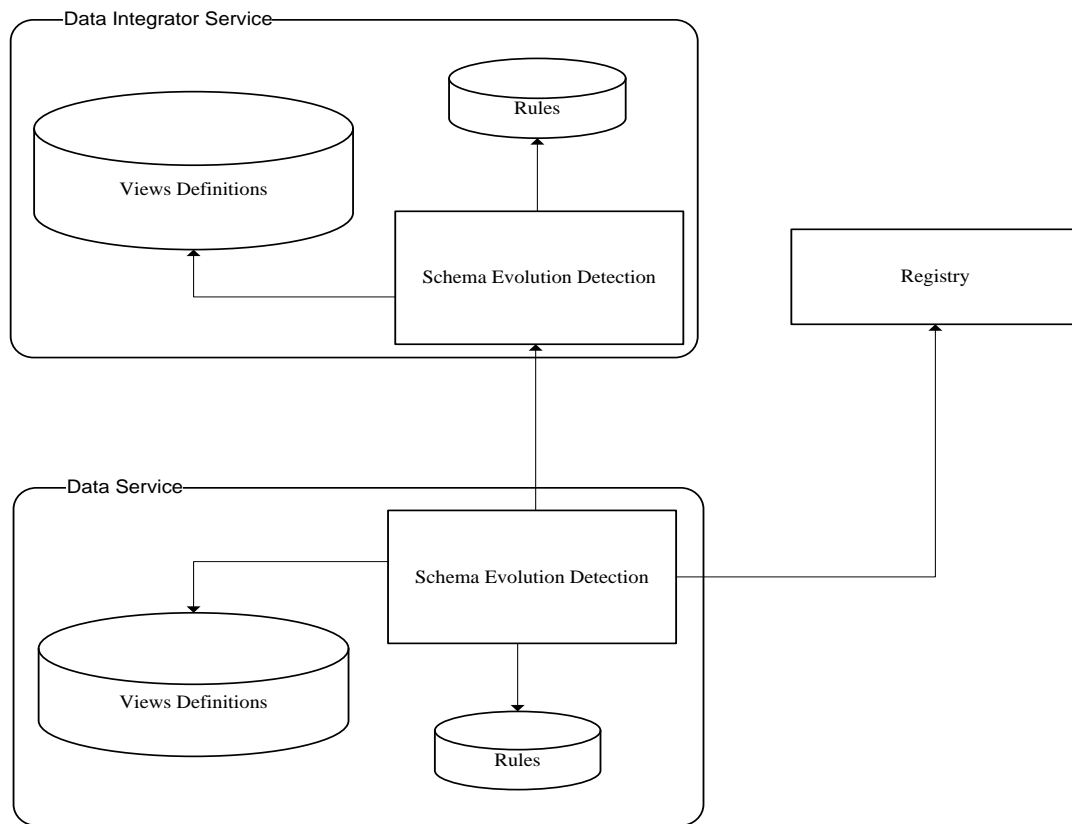 Data Integrator Service
Rules
Views Definitions
Schema Evolution Detection
Registry
Data Service
Schema Evolution Detection
Views Definitions
Rules